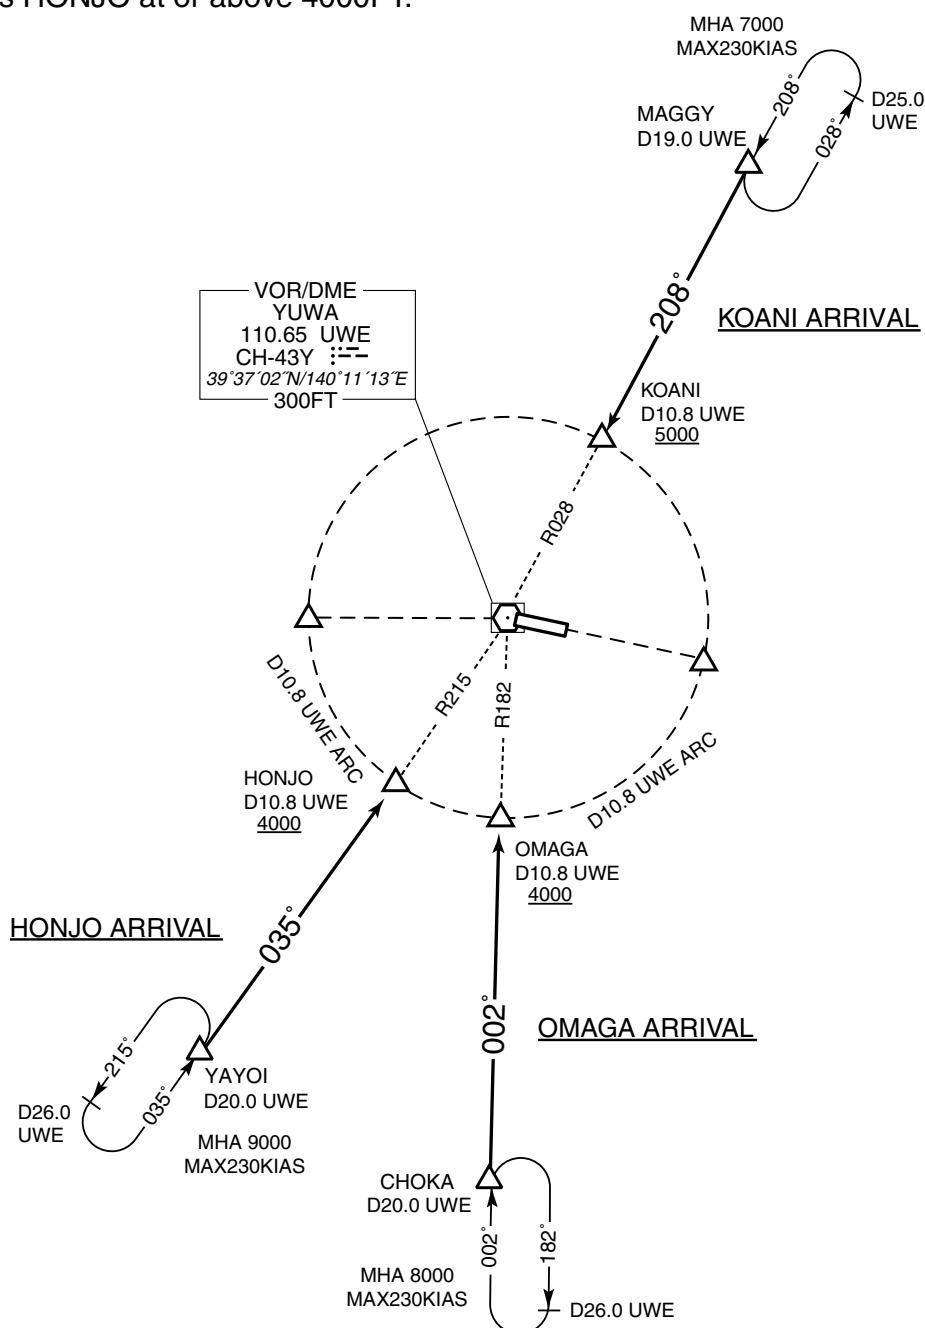 s HONJO at or above 4000FT.
MHA 7000
MAX230KIAS
208°
D25.0
UWE
028°
MAGGY
D19.0 UWE
208°
KOANI ARRIVAL
VOR/DME
YUWA
110.65 UWE
CH-43Y
39°37´02˝N/140°11´13˝E
300FT
KOANI
D10.8 UWE
5000
R028
R215
R182
D10.8 UWE ARC
D10.8 UWE ARC
HONJO
D10.8 UWE
4000
OMAGA
D10.8 UWE
4000
HONJO ARRIVAL
035°
002°
OMAGA ARRIVAL
215°
035°
D26.0
UWE
YAYOI
D20.0 UWE
MHA 9000
MAX230KIAS
CHOKA
D20.0 UWE
002°
182°
MHA 8000
MAX230KIAS
D26.0 UWE